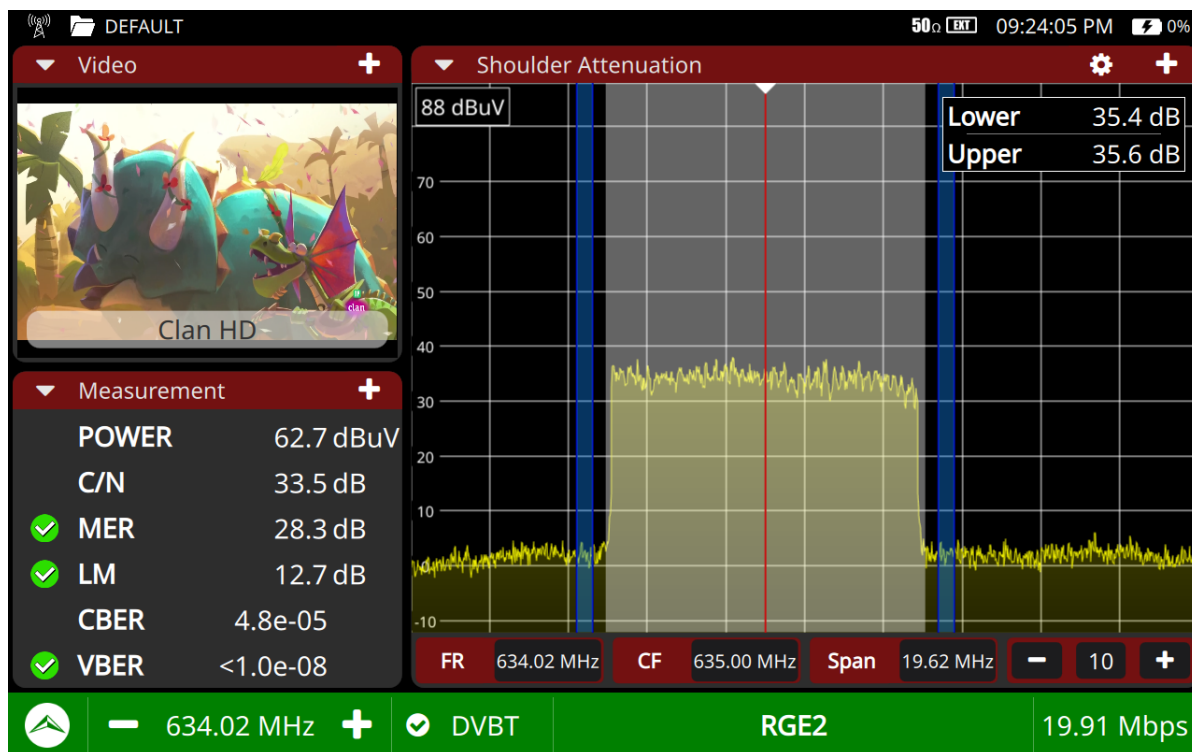 DEFAULT
50Ω EXT 09:24:05 PM 0%
Video
clan
Clan HD
Measurement
POWER 62.7 dBuV
C/N 33.5 dB
MER 28.3 dB
LM 12.7 dB
CBER 4.8e-05
VBER <1.0e-08
Shoulder Attenuation
88 dBuV
Lower 35.4 dB
Upper 35.6 dB
70
60
50
40
30
20
10
0
-10
FR 634.02 MHz CF 635.00 MHz Span 19.62 MHz - 10 +
634.02 MHz DVBT RGE2 19.91 Mbps